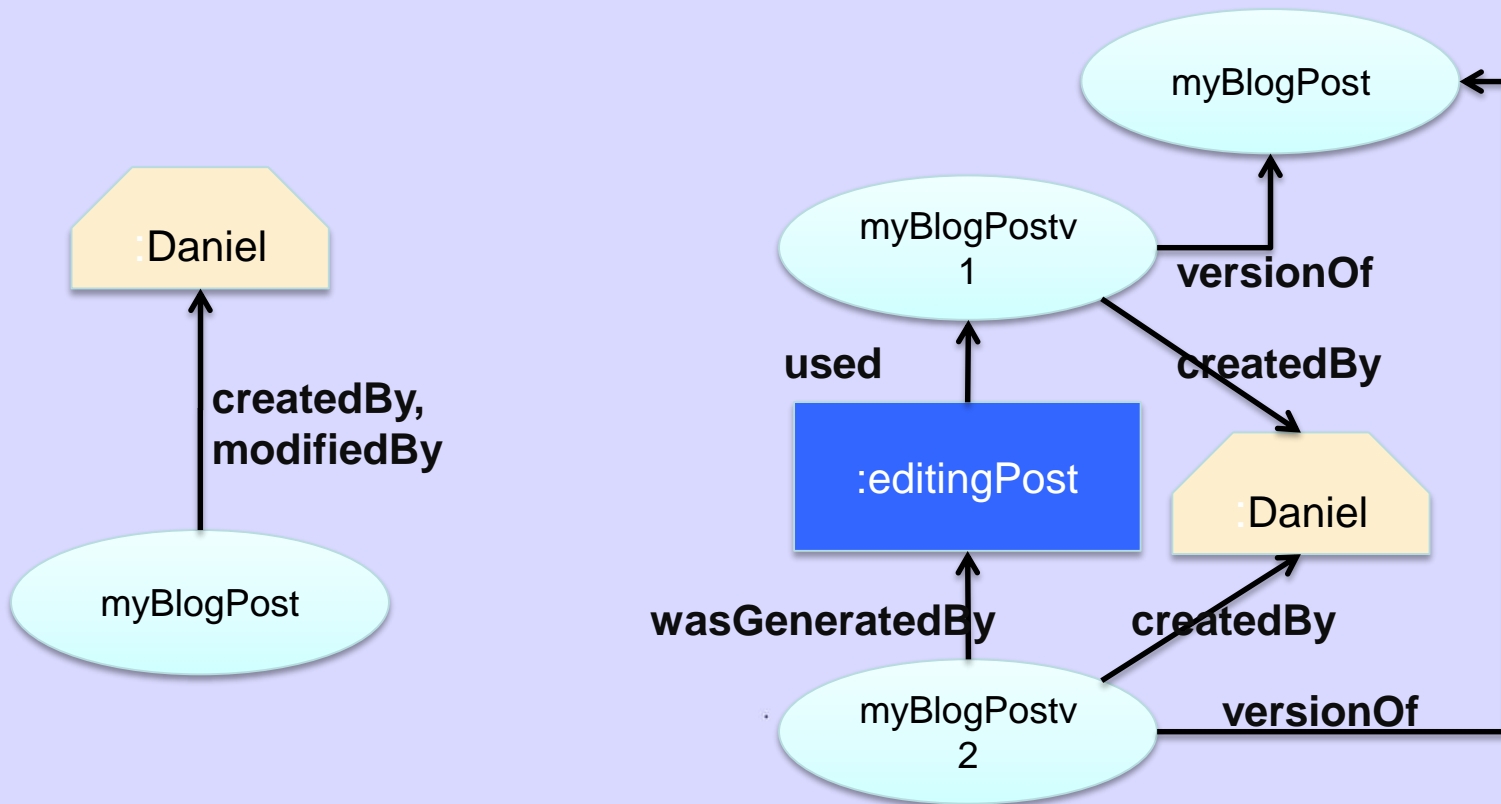 :Daniel
createdBy,
modifiedBy
myBlogPost
myBlogPost
myBlogPostv
1
versionOf
used
createdBy
:editingPost
:Daniel
wasGeneratedBy
createdBy
myBlogPostv
2
versionOf